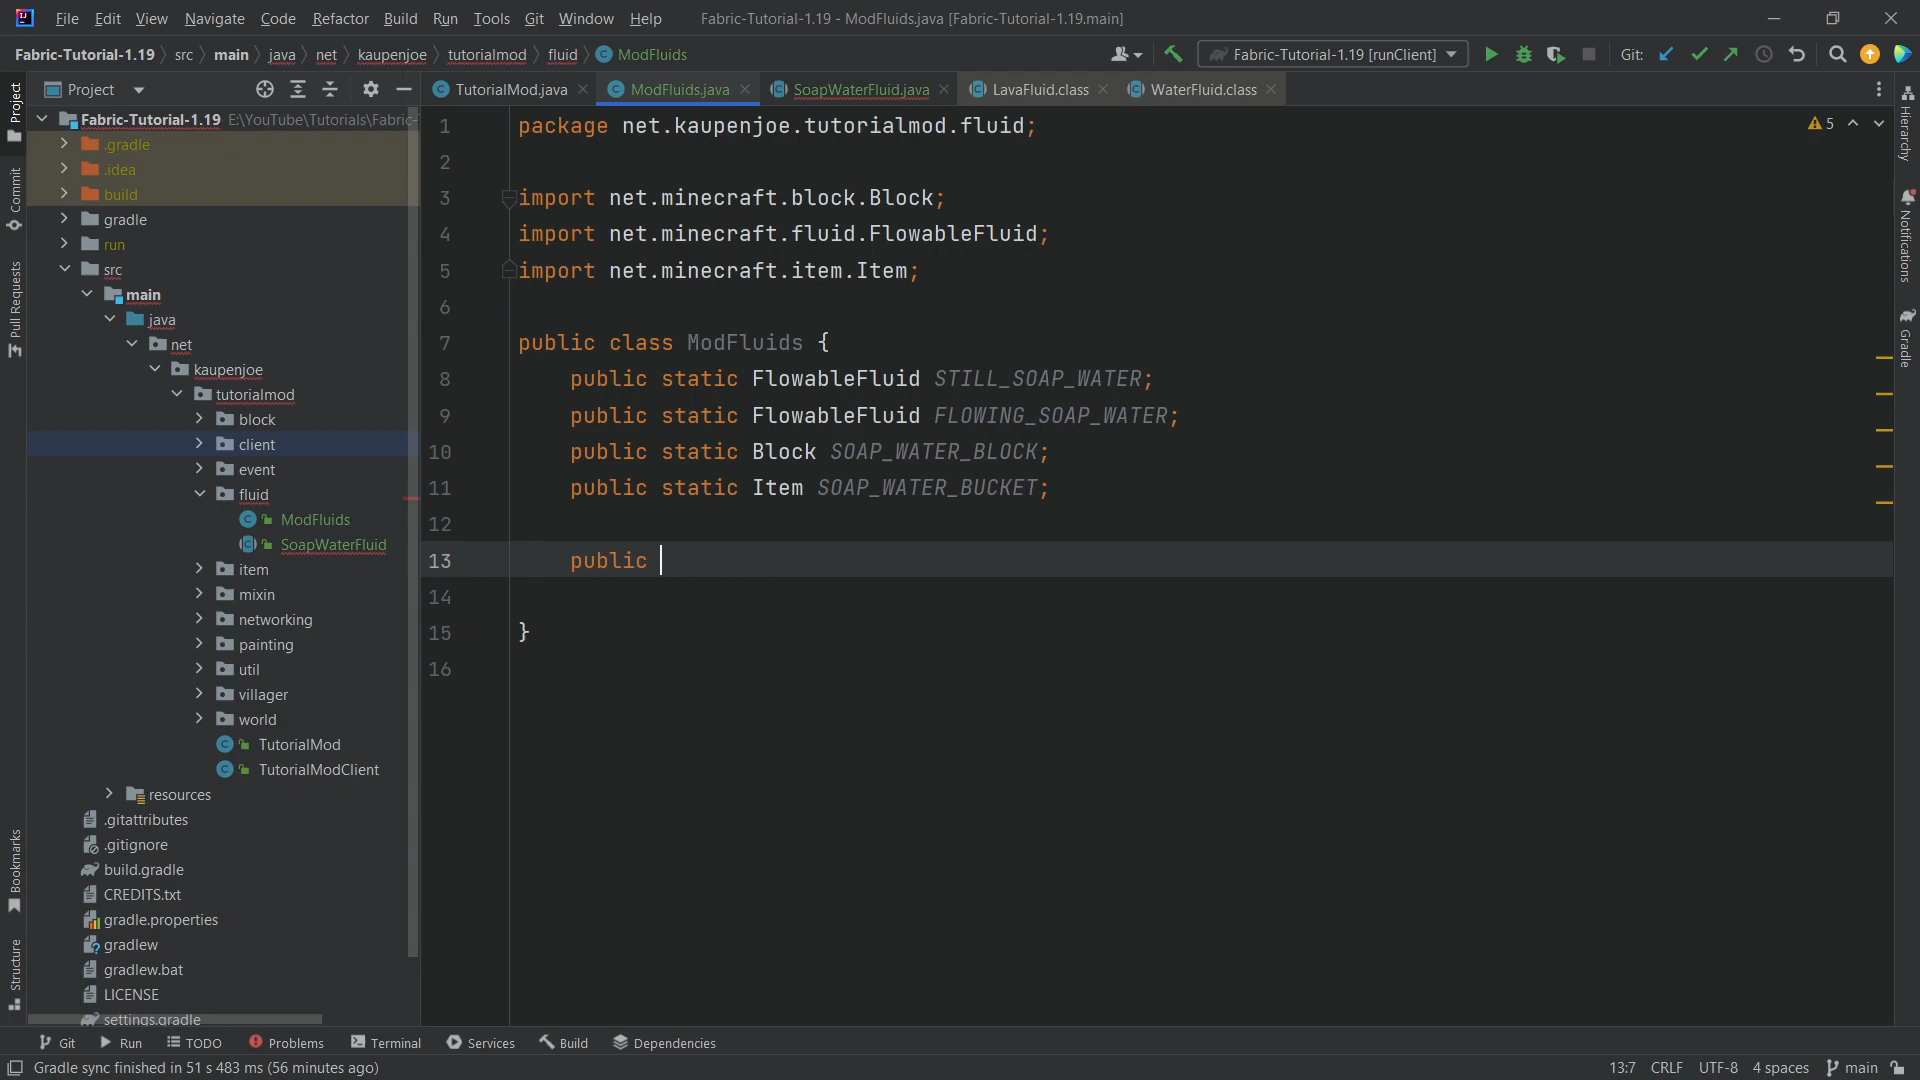 File Edit View Navigate Code Refactor Build Run Tools Git Window Help Fabric-Tutorial-1.19 - ModFluids.java [Fabric-Tutorial-1.19.main]
Fabric-Tutorial-1.19 src main java net kaupenjoe tutorialmod fluid ModFluids Fabric-Tutorial-1.19 [runClient] Git:
Project TutorialMod.java ModFluids.java SoapWaterFluid.java LavaFluid.class WaterFluid.class
Project
Commit
Pull Requests
Bookmarks
Structure
Fabric-Tutorial-1.19 E:\YouTube\Tutorials\Fabric-
.gradle
.idea
build
gradle
run
src
main
java
net
kaupenjoe
tutorialmod
block
client
event
fluid
ModFluids
SoapWaterFluid
item
mixin
networking
painting
util
villager
world
TutorialMod
TutorialModClient
resources
.gitattributes
.gitignore
build.gradle
CREDITS.txt
gradle.properties
gradlew
gradlew.bat
LICENSE
settings.gradle
1 package net.kaupenjoe.tutorialmod.fluid;
2
3 import net.minecraft.block.Block;
4 import net.minecraft.fluid.FlowableFluid;
5 import net.minecraft.item.Item;
6
7 public class ModFluids {
8 public static FlowableFluid STILL_SOAP_WATER;
9 public static FlowableFluid FLOWING_SOAP_WATER;
10 public static Block SOAP_WATER_BLOCK;
11 public static Item SOAP_WATER_BUCKET;
12
13 public
14
15 }
16
5
Hierarchy
Notifications
Gradle
Git Run TODO Problems Terminal Services Build Dependencies
Gradle sync finished in 51 s 483 ms (56 minutes ago) 13:7 CRLF UTF-8 4 spaces main